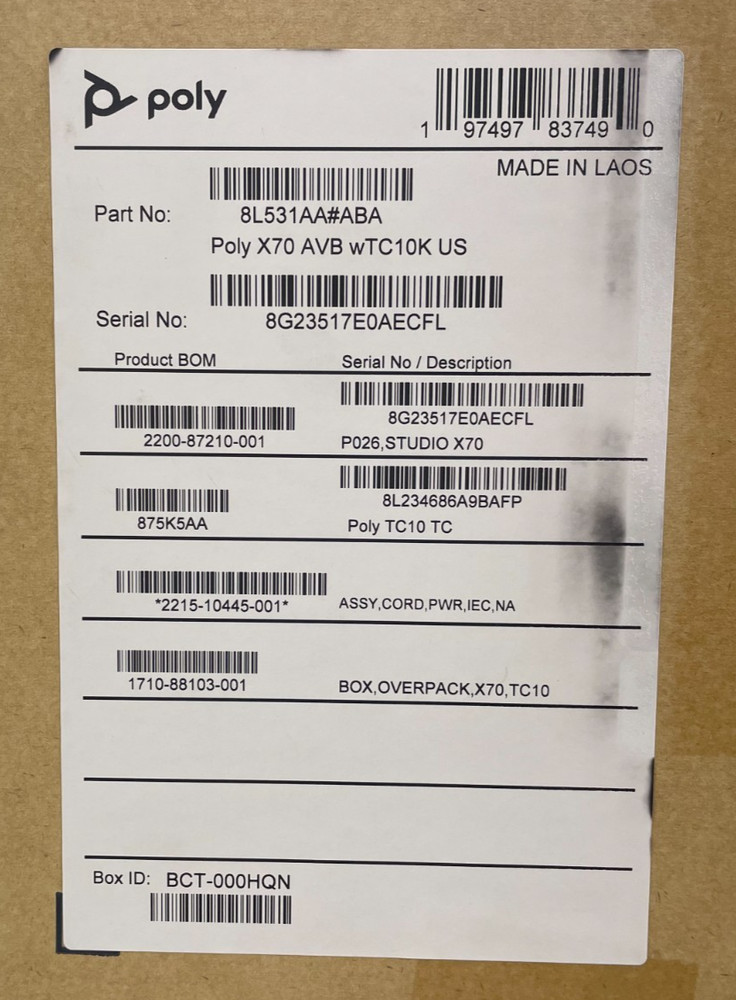 poly
1 97497 83749 0
MADE IN LAOS
Part No: 8L531AA#ABA
Poly X70 AVB wTC10K US
Serial No: 8G23517E0AECFL
Product BOM Serial No / Description
8G23517E0AECFL
2200-87210-001 P026,STUDIO X70
8L234686A9BAFP
875K5AA Poly TC10 TC
*2215-10445-001* ASSY,CORD,PWR,IEC,NA
1710-88103-001 BOX,OVERPACK,X70,TC10
Box ID: BCT-000HQN